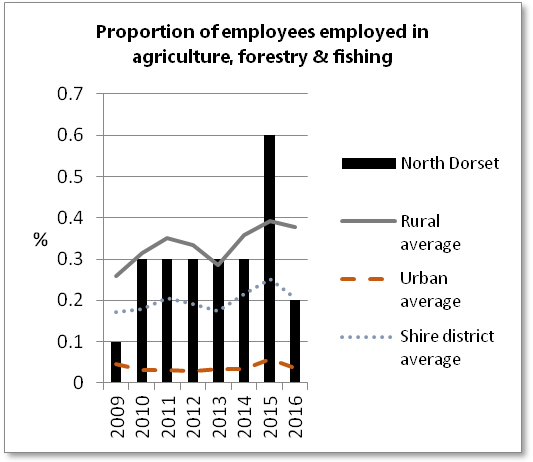 Proportion of employees employed in
agriculture, forestry & fishing
0.7
0.6
0.5
0.4
0.3
0.2
0.1
0
%
2009
2010
2011
2012
2013
2014
2015
2016
North Dorset
Rural
average
Urban
average
Shire district
average